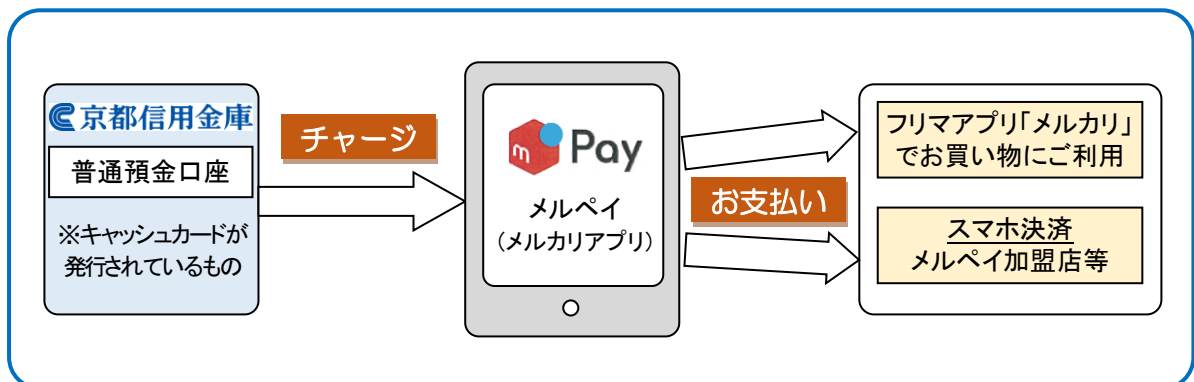 京都信用金庫
普通預金口座
※キャッシュカードが
発行されているもの
チャージ
m Pay
メルペイ
(メルカリアプリ)
お支払い
フリマアプリ「メルカリ」
でお買い物にご利用
スマホ決済
メルペイ加盟店等